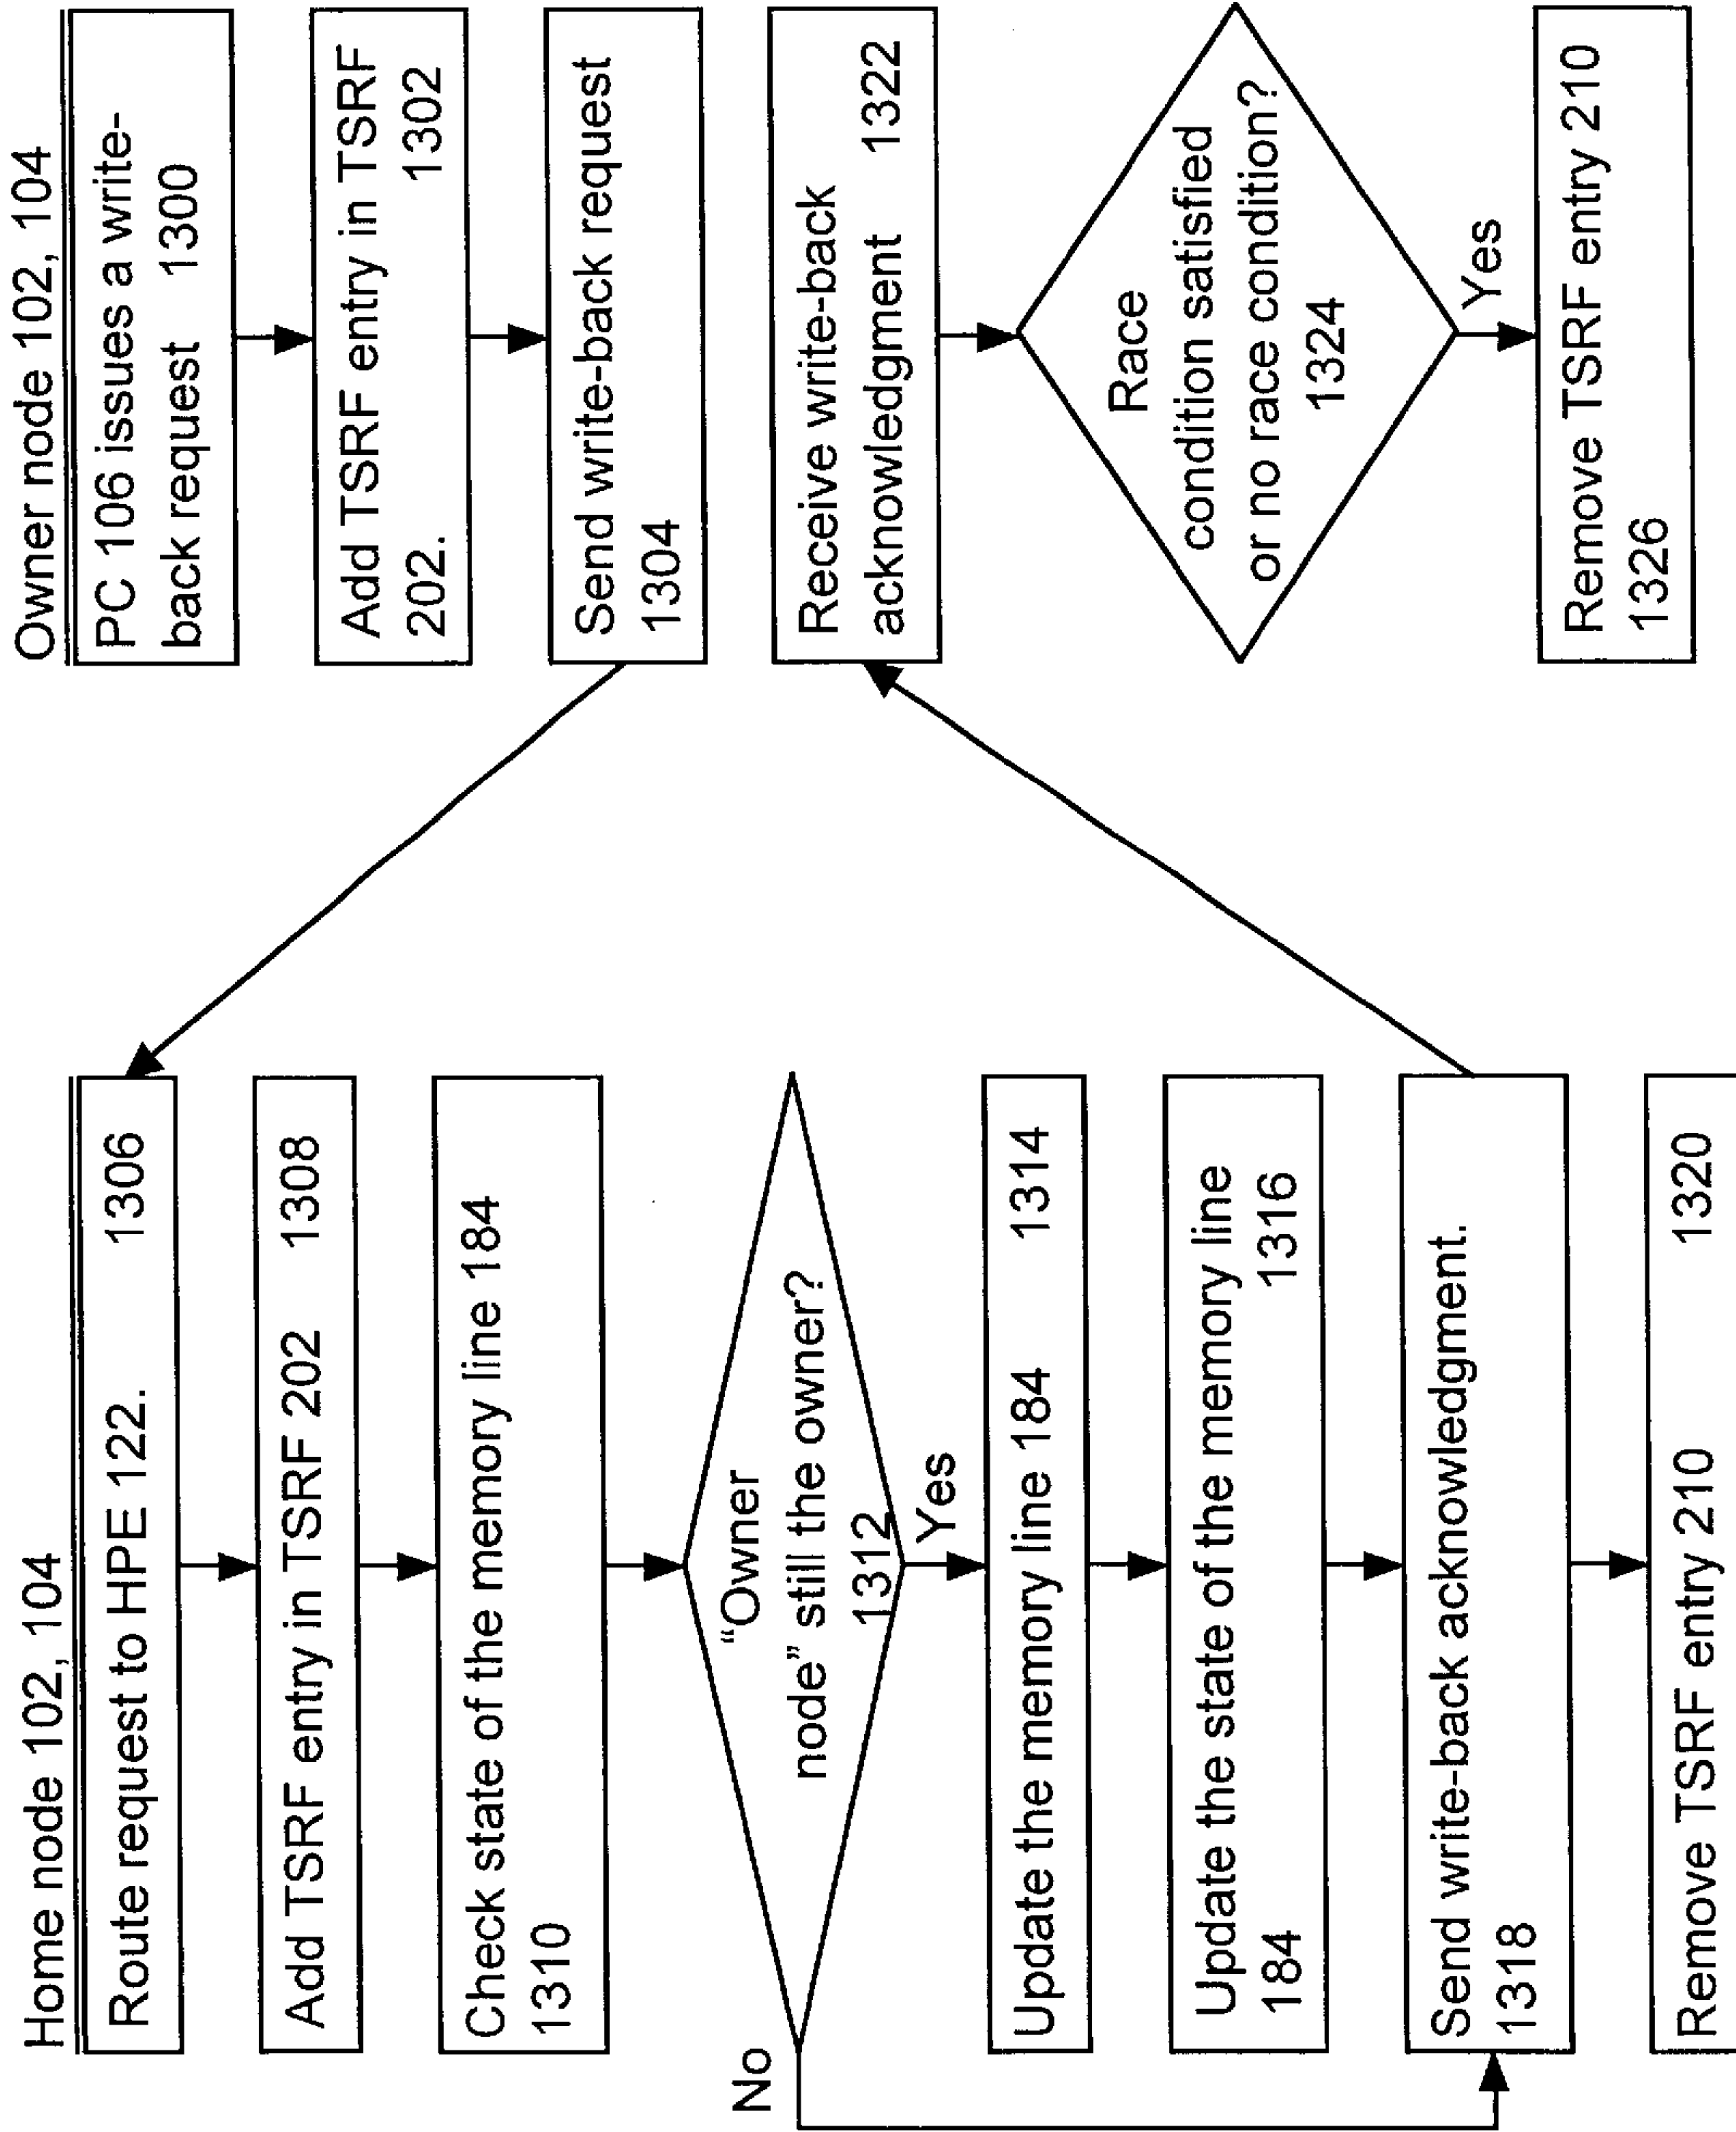 Home node 102, 104
Route request to HPE 122. 1306
Add TSRF entry in TSRF 202 1308
Check state of the memory line 184
1310
"Owner
node" still the owner?
1312
Yes
No
Update the memory line 184 1314
Update the state of the memory line
184 1316
Send write-back acknowledgment.
1318
Remove TSRF entry 210 1320
Owner node 102, 104
PC 106 issues a write-
back request 1300
Add TSRF entry in TSRF
202. 1302
Send write-back request
1304
Receive write-back
acknowledgment 1322
Race
condition satisfied
or no race condition?
1324
Yes
Remove TSRF entry 210
1326